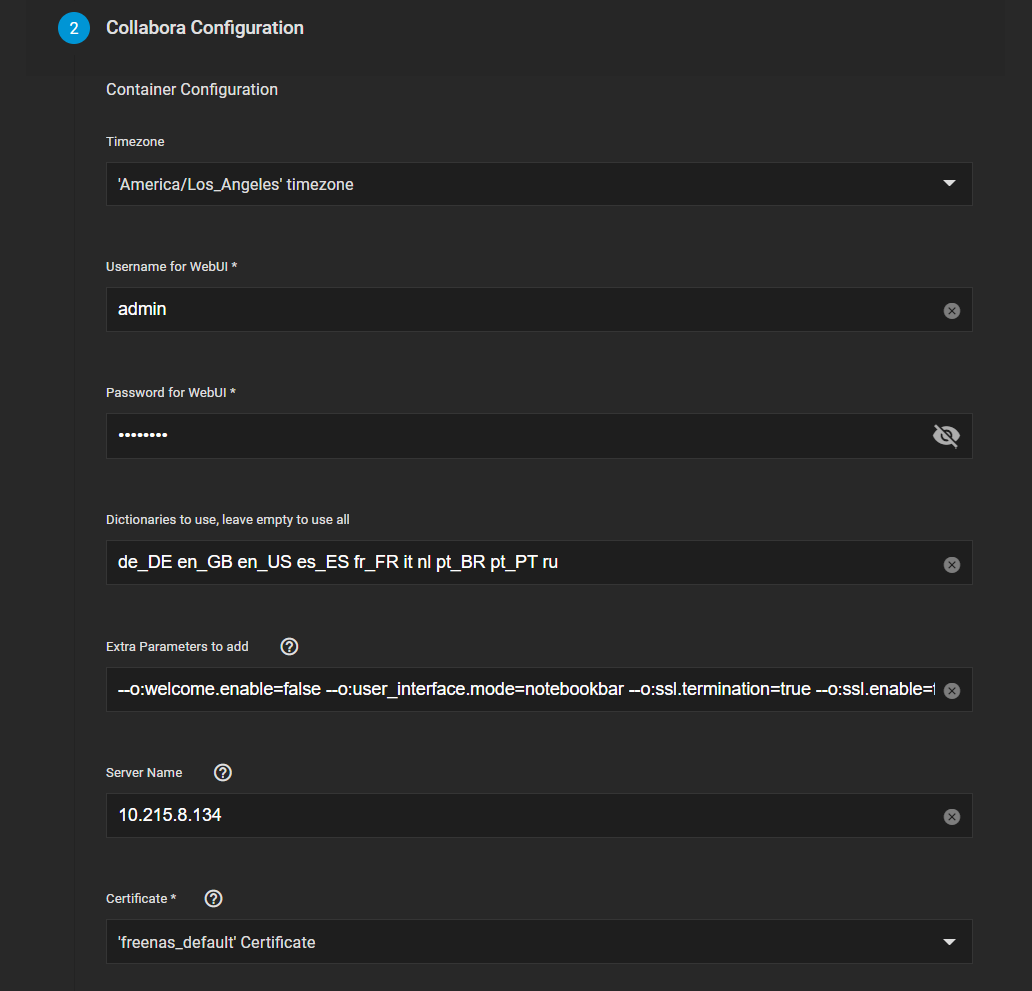 2
Collabora Configuration
Container Configuration
Timezone
'America/Los_Angeles' timezone
Username for WebUI *
admin
Password for WebUI *
••••••••
Dictionaries to use, leave empty to use all
de_DE en_GB en_US es_ES fr_FR it nl pt_BR pt_PT ru
Extra Parameters to add
--o:welcome.enable=false --o:user_interface.mode=notebookbar --o:ssl.termination=true --o:ssl.enable=
Server Name
10.215.8.134
Certificate *
'freenas_default' Certificate